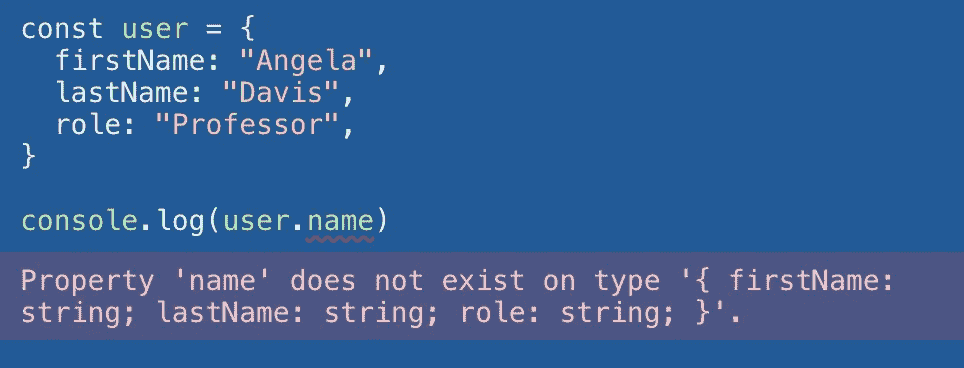 const user = {
  firstName: "Angela",
  lastName: "Davis",
  role: "Professor",
}
console.log(user.name)
Property 'name' does not exist on type '{ firstName:
string; lastName: string; role: string; }'.